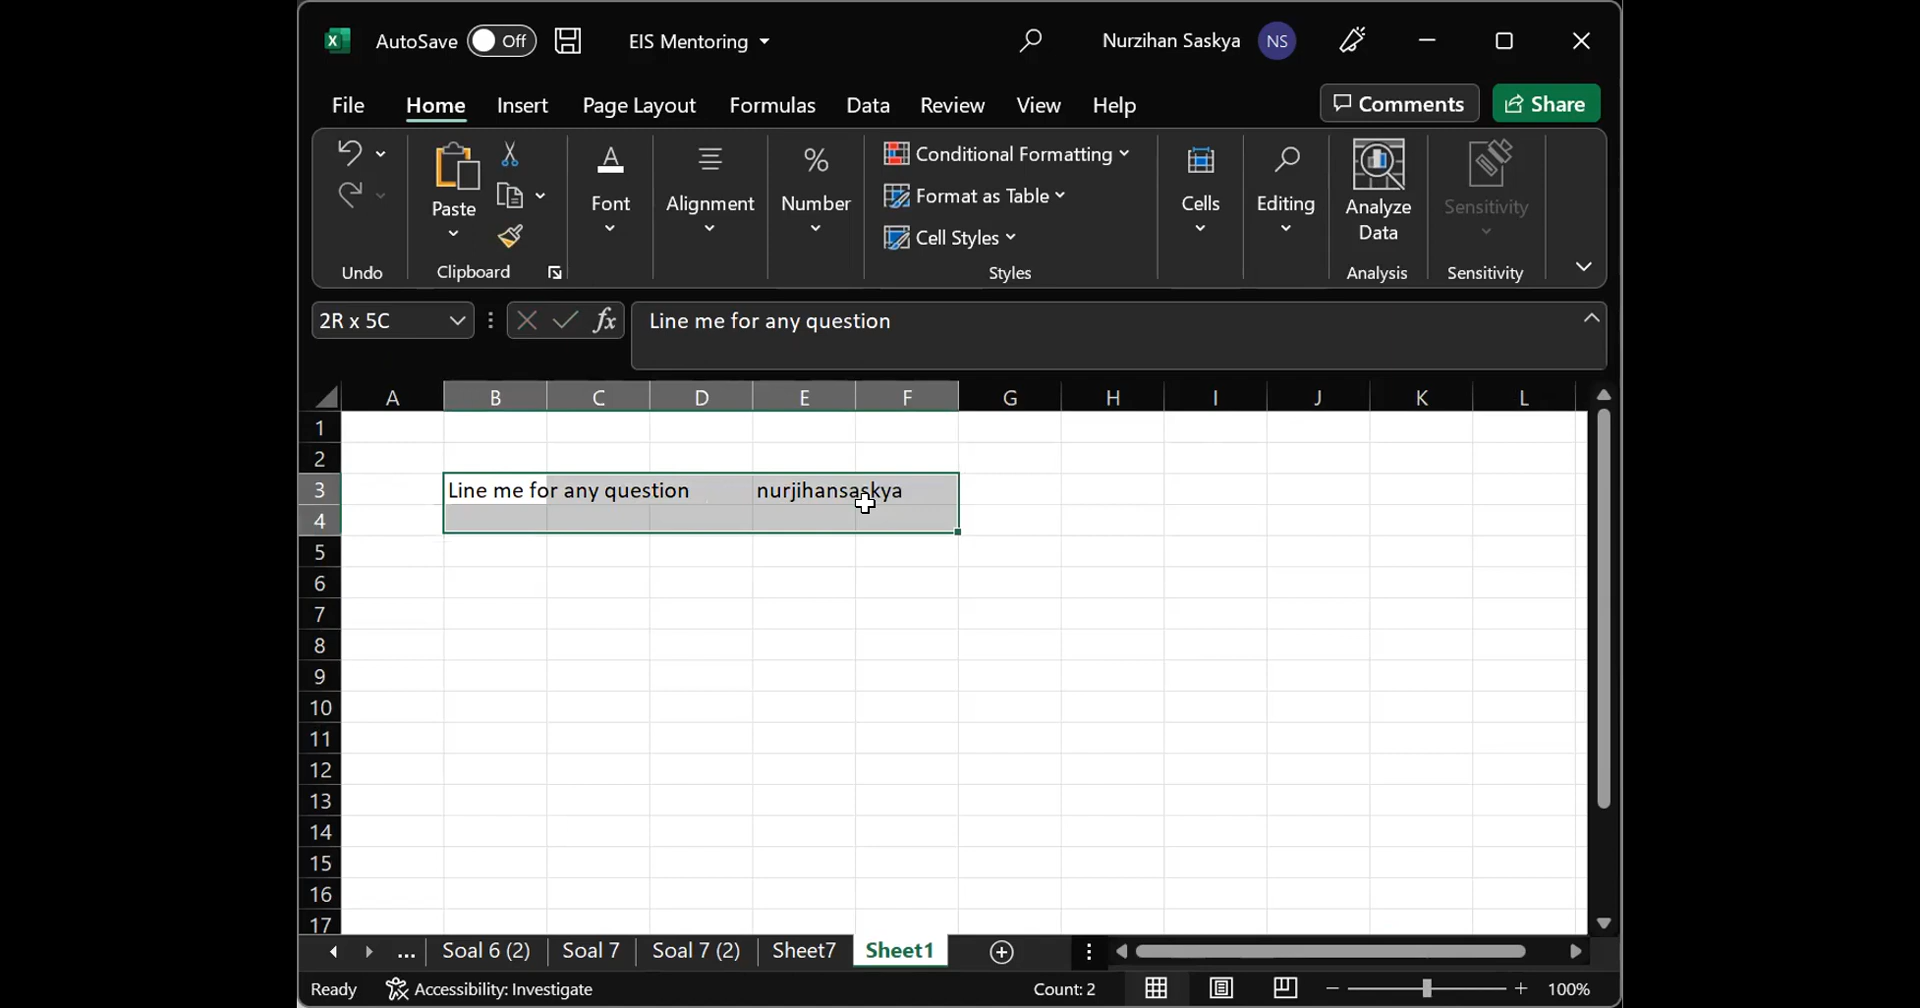 AutoSave Off EIS Mentoring Nurzihan Saskya NS
File Home Insert Page Layout Formulas Data Review View Help Comments Share
Paste Font Alignment Number Conditional Formatting Format as Table Cell Styles Cells Editing Analyze Data Sensitivity
Undo Clipboard Styles Analysis Sensitivity
2R x 5C fx Line me for any question
A B C D E F G H I J K L
1
2
3 Line me for any question nurjihansaskya
4
5
6
7
8
9
10
11
12
13
14
15
16
17
... Soal 6 (2) Soal 7 Soal 7 (2) Sheet7 Sheet1
Ready Accessibility: Investigate Count: 2 100%